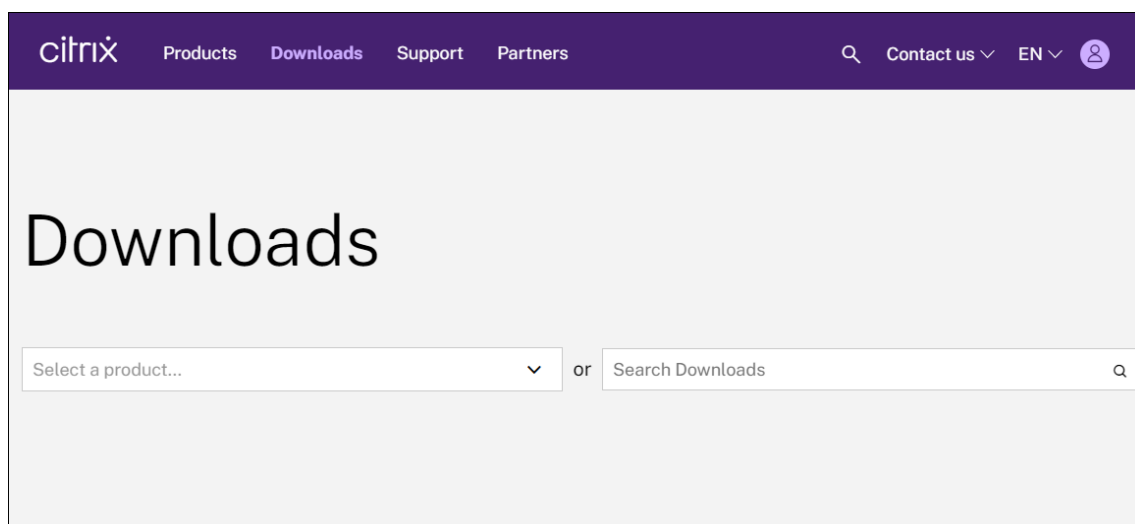 citrix Products Downloads Support Partners Contact us EN
Downloads
Select a product... or Search Downloads